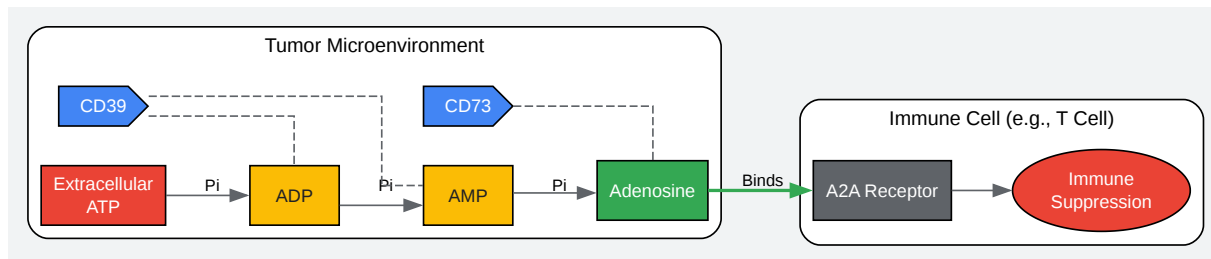 Tumor Microenvironment
CD39
CD73
Extracellular
ATP
Pi
ADP
Pi
AMP
Pi
Adenosine
Binds
Immune Cell (e.g., T Cell)
A2A Receptor
Immune
Suppression